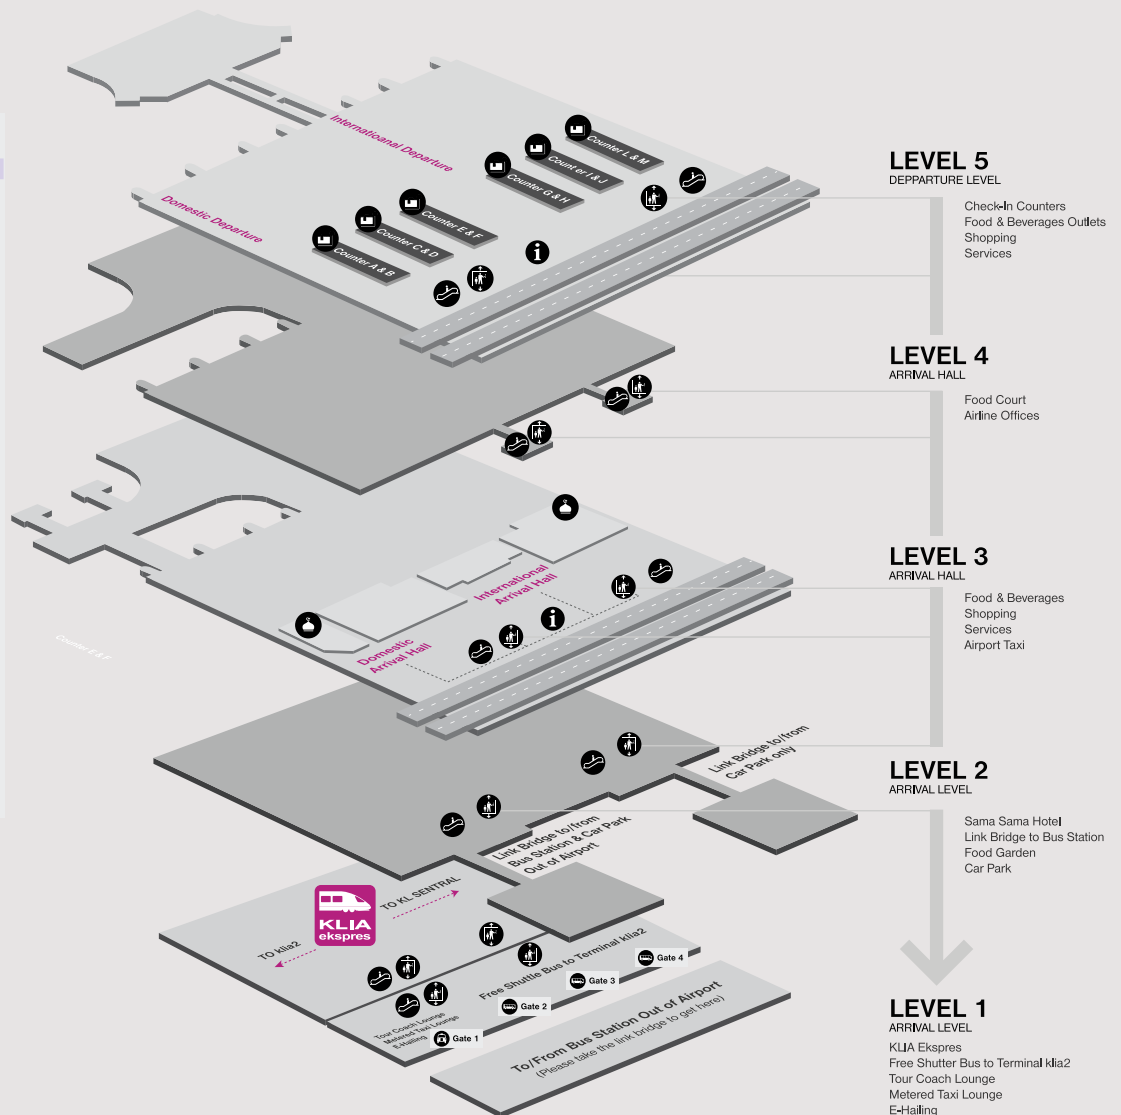 Internatioanal Departure
Domestic Departure
Counter L & M
Counter I & J
Counter G & H
Counter E & F
Counter C & D
Counter A & B
i
LEVEL 5
DEPPARTURE LEVEL
Check-In Counters
Food & Beverages Outlets
Shopping
Services
LEVEL 4
ARRIVAL HALL
Food Court
Airline Offices
International
Arrival Hall
Domestic
Arrival Hall
i
Counter E & F
LEVEL 3
ARRIVAL HALL
Food & Beverages
Shopping
Services
Airport Taxi
Link Bridge to/from
Car Park only
Link Bridge to/from
Bus Station & Car Park
Out of Airport
LEVEL 2
ARRIVAL LEVEL
Sama Sama Hotel
Link Bridge to Bus Station
Food Garden
Car Park
KLIA
ekspres
TO KL SENTRAL
TO klia2
Free Shuttle Bus to Terminal klia2
Gate 4
Gate 3
Gate 2
Gate 1
Tour Coach Lounge
Metered Taxi Lounge
E-Hailing
To/From Bus Station Out of Airport
(Please take the link bridge to get here)
LEVEL 1
ARRIVAL LEVEL
KLIA Ekspres
Free Shutter Bus to Terminal klia2
Tour Coach Lounge
Metered Taxi Lounge
E-Hailing